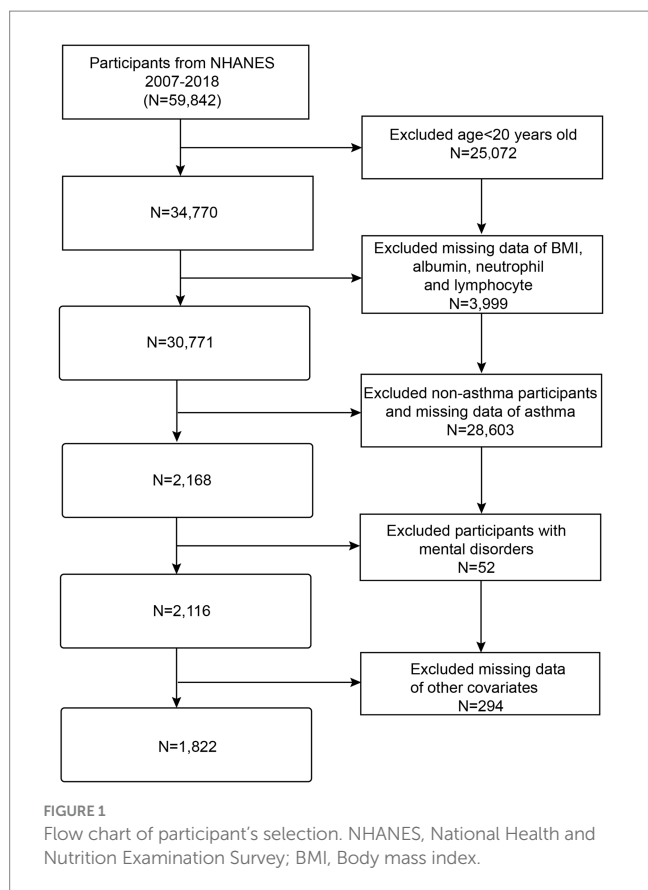 Participants from NHANES
2007-2018
(N=59,842)
Excluded age<20 years old
N=25,072
N=34,770
Excluded missing data of BMI,
albumin, neutrophil
and lymphocyte
N=3,999
N=30,771
Excluded non-asthma participants
and missing data of asthma
N=28,603
N=2,168
Excluded participants with
mental disorders
N=52
N=2,116
Excluded missing data
of other covariates
N=294
N=1,822
FIGURE 1
Flow chart of participant’s selection. NHANES, National Health and
Nutrition Examination Survey; BMI, Body mass index.